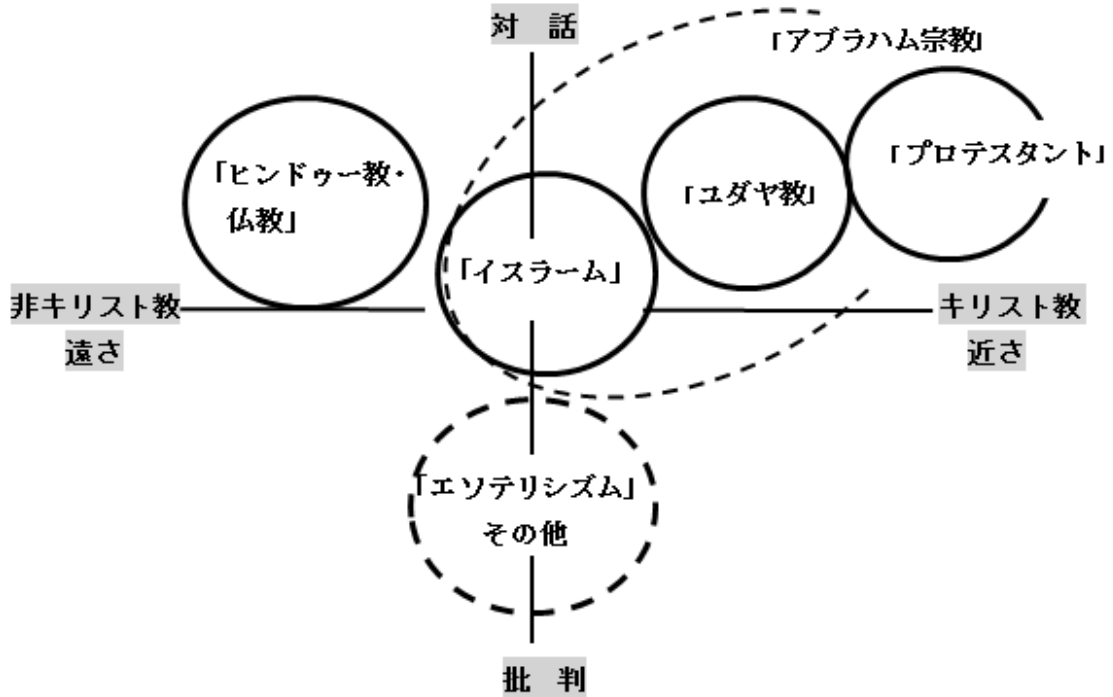 対 話
「アブラハム宗教」
「プロテスタント」
「ヒンドゥー教・
仏教」
「ユダヤ教」
「イスラーム」
非キリスト教
遠さ
キリスト教
近さ
「エソテリシズム」
その他
批 判